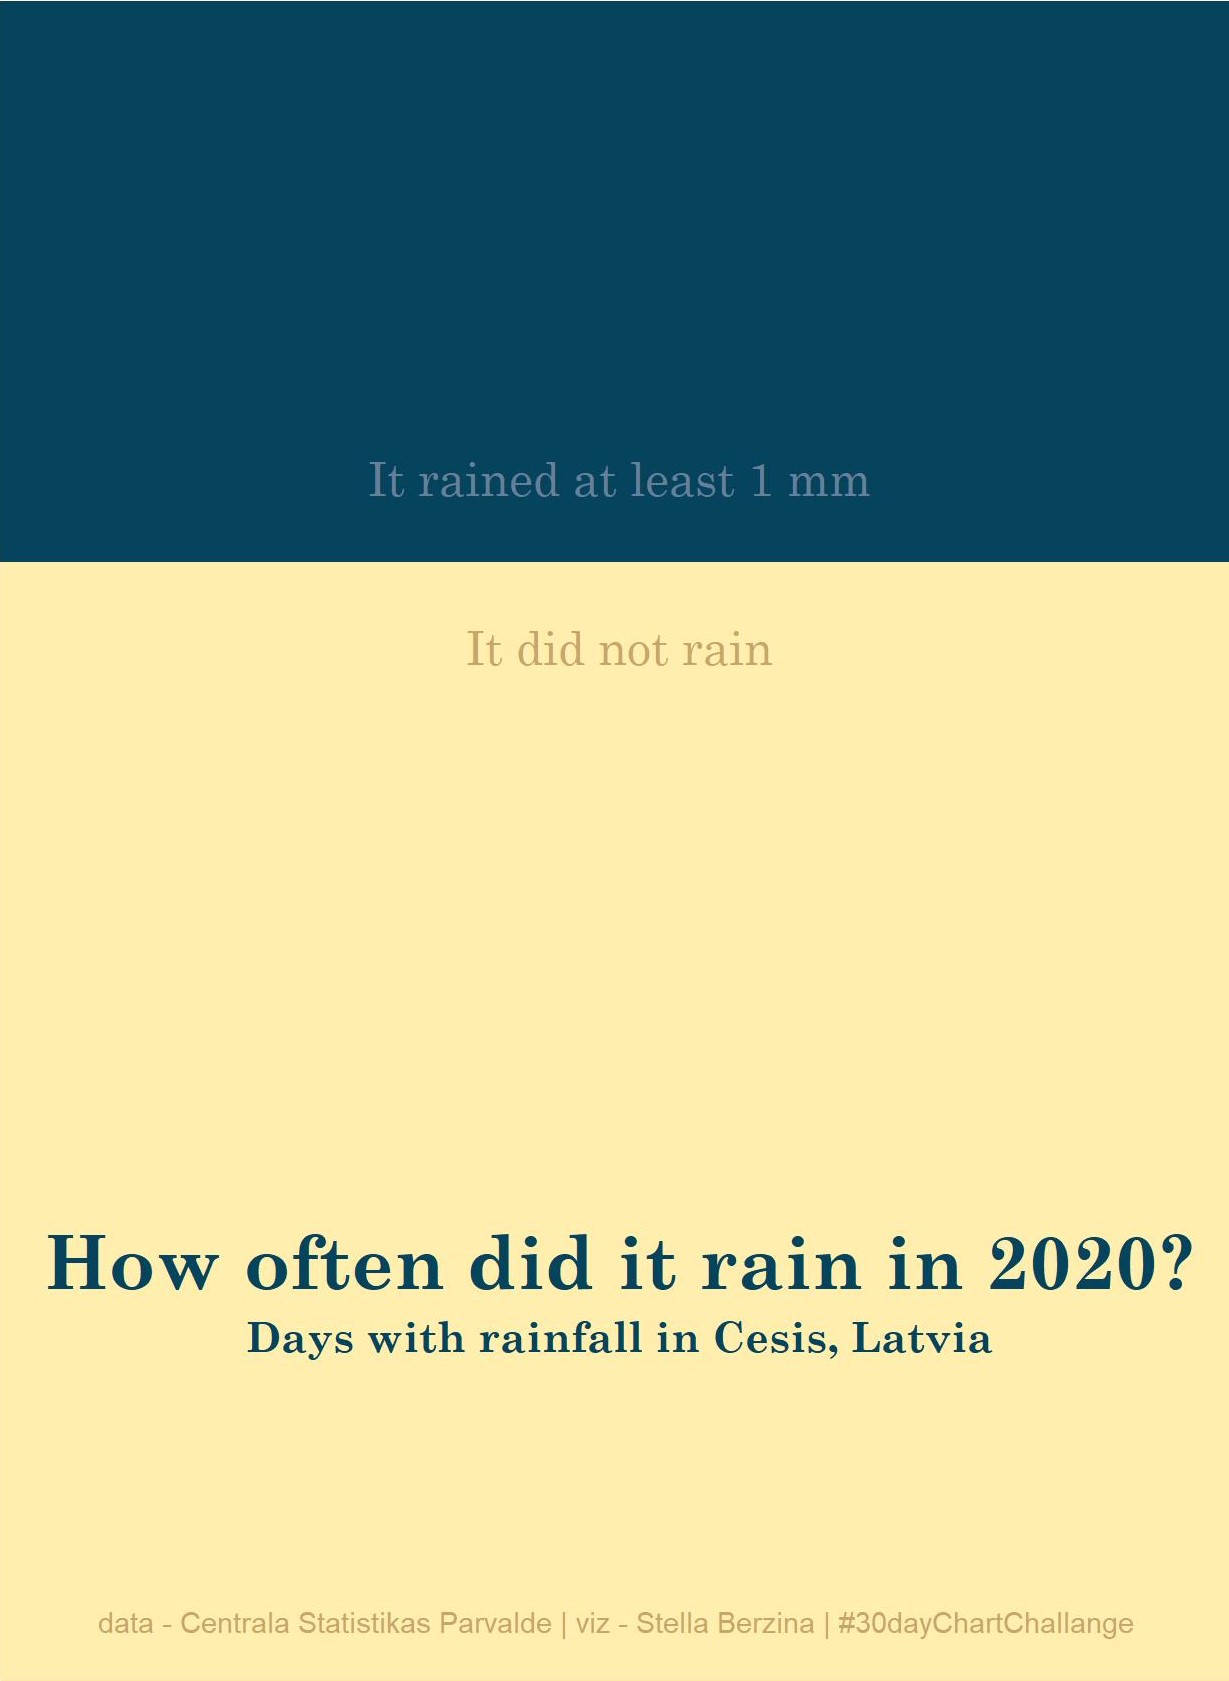 It rained at least 1 mm
It did not rain
How often did it rain in 2020?
Days with rainfall in Cesis, Latvia
data - Centrala Statistikas Parvalde | viz - Stella Berzina | #30dayChartChallange